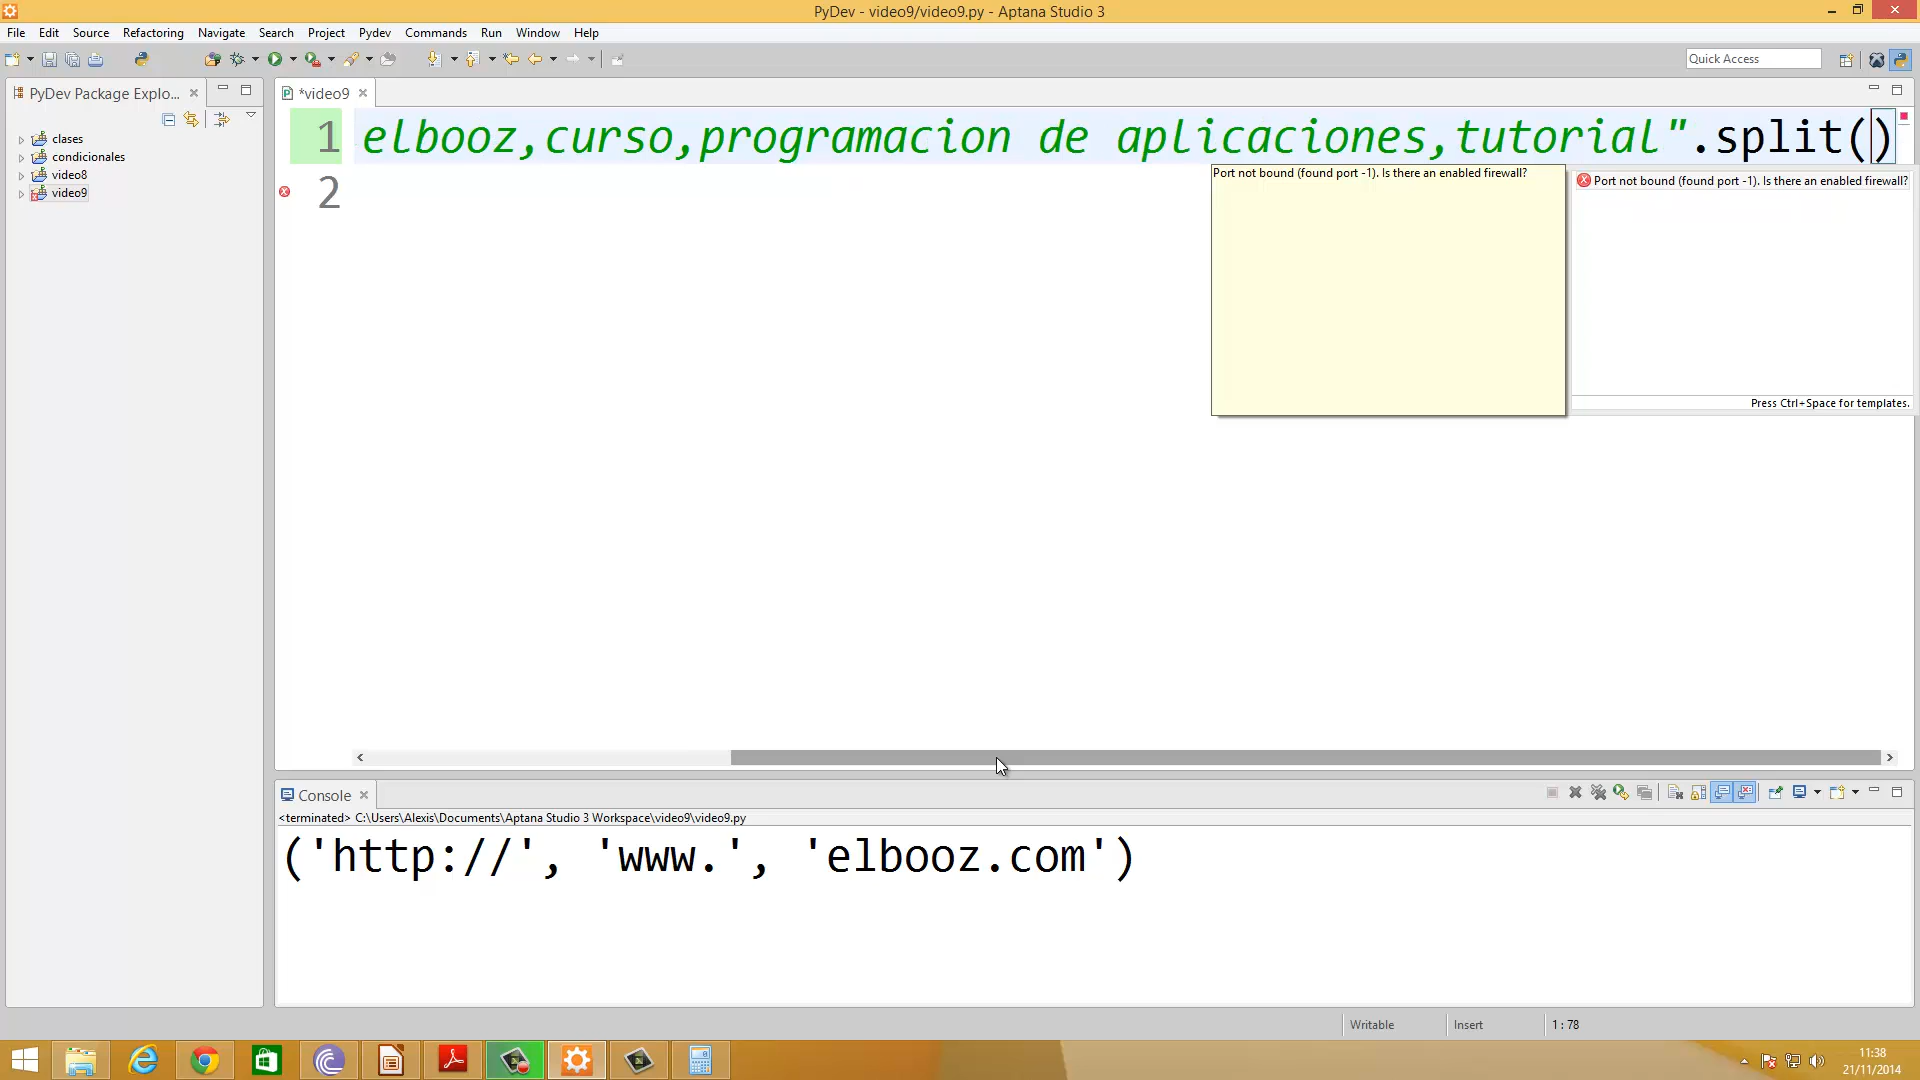 PyDev - video9/video9.py - Aptana Studio 3
File Edit Source Refactoring Navigate Search Project Pydev Commands Run Window Help
Quick Access
PyDev Package Explo...
*video9
clases
condicionales
video8
video9
1 elbooz,curso,programacion de aplicaciones,tutorial".split()
2
Port not bound (found port -1). Is there an enabled firewall?
Port not bound (found port -1). Is there an enabled firewall?
Press Ctrl+Space for templates.
Console
<terminated> C:\Users\Alexis\Documents\Aptana Studio 3 Workspace\video9\video9.py
('http://', 'www.', 'elbooz.com')
Writable Insert 1 : 78
11:38
21/11/2014